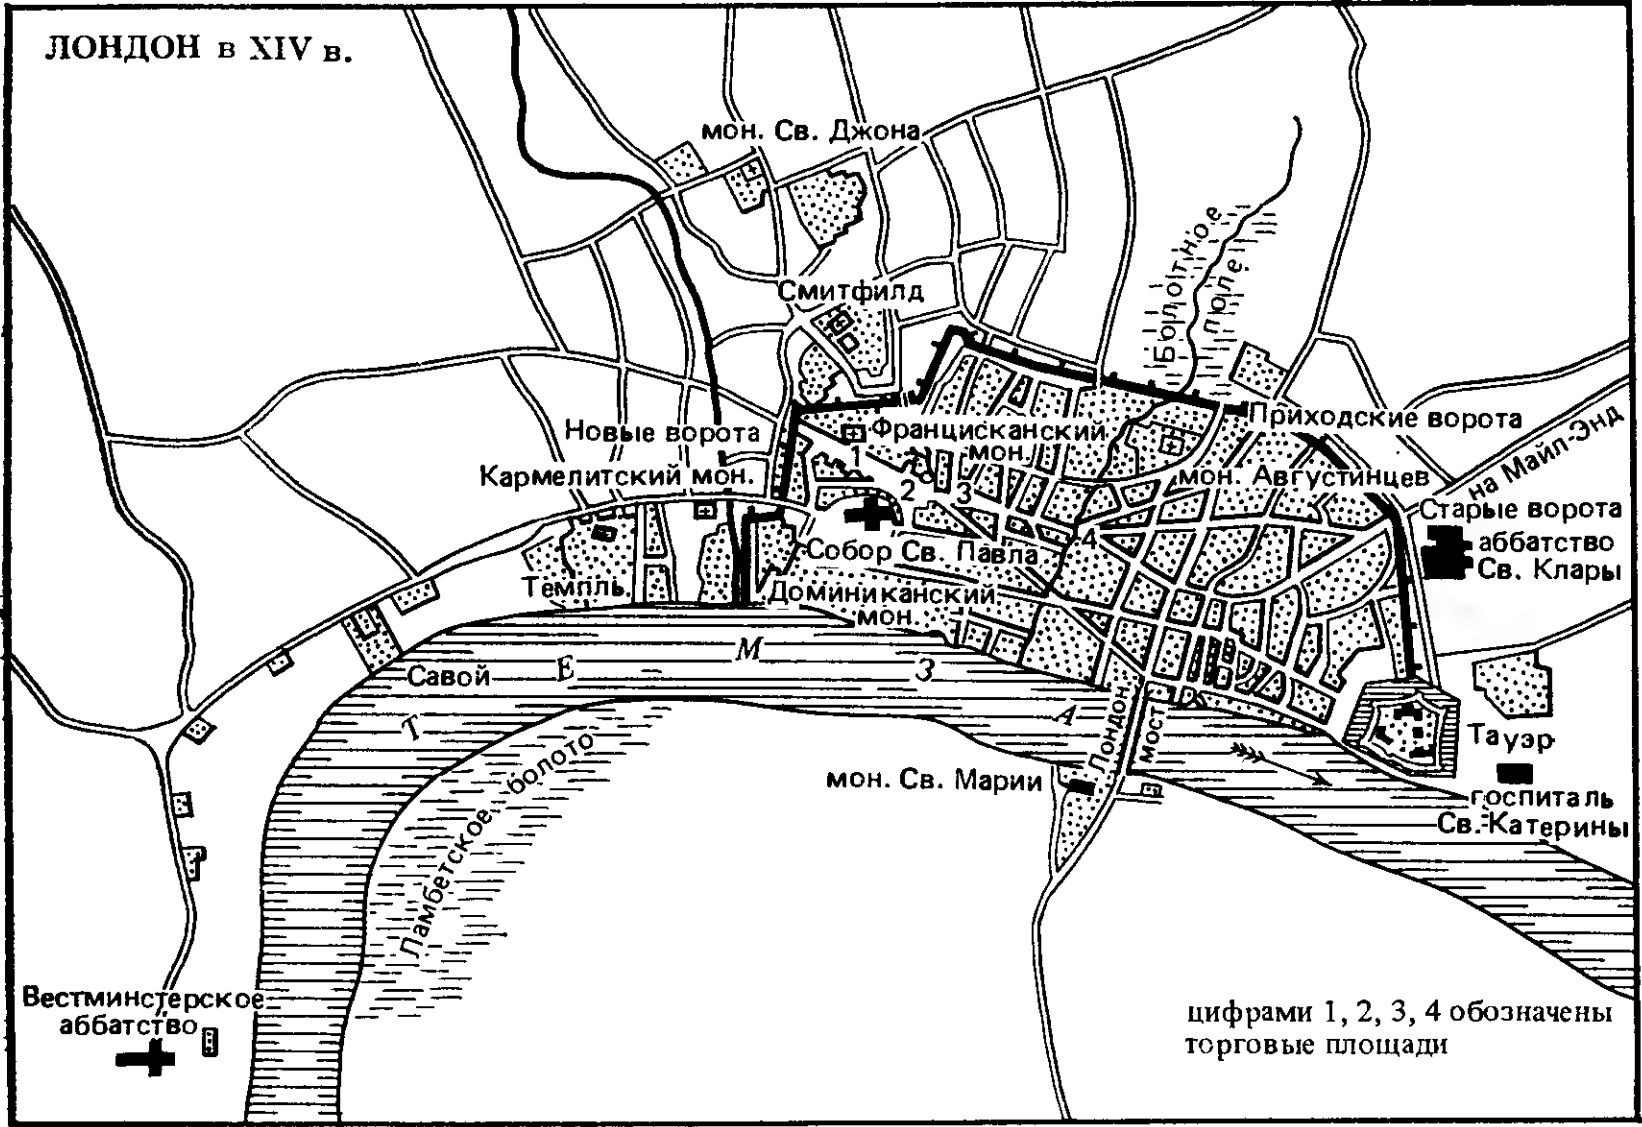 ЛОНДОН в XIV в.
мон. Св. Джона
Болотное
поле
Смитфилд
Новые ворота
Францисканский
мон.
Приходские ворота
на Майл-Энд
Кармелитский мон.
1
2
3
4
мон. Августинцев
Старые ворота
аббатство
Св. Клары
Собор Св. Павла
Темпль
Доминиканский
мон.
Савой
Т Е М З А
Лондон.
мост
Тауэр
мон. Св. Марии
госпиталь
Св. Катерины
Ламбетское болото
Вестминстерское
аббатство
цифрами 1, 2, 3, 4 обозначены
торговые площади